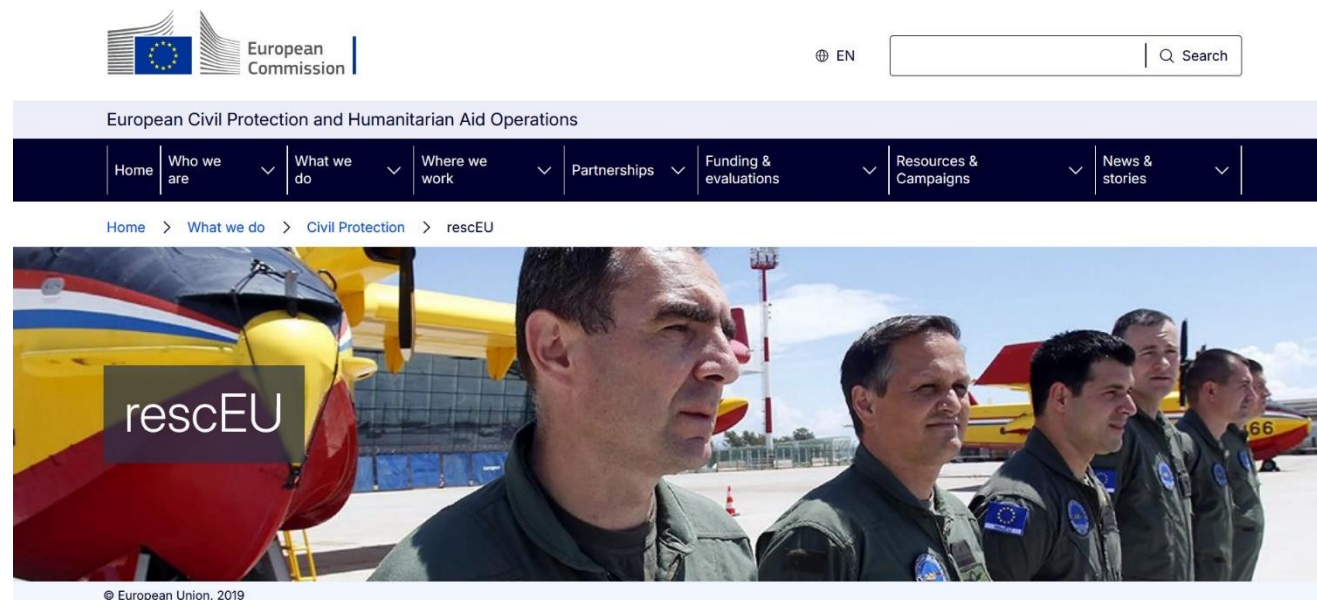 European
Commission
EN
Search
European Civil Protection and Humanitarian Aid Operations
Home
Who we
are
What we
do
Where we
work
Partnerships
Funding &
evaluations
Resources &
Campaigns
News &
stories
Home > What we do > Civil Protection > rescEU
rescEU
66
© European Union, 2019